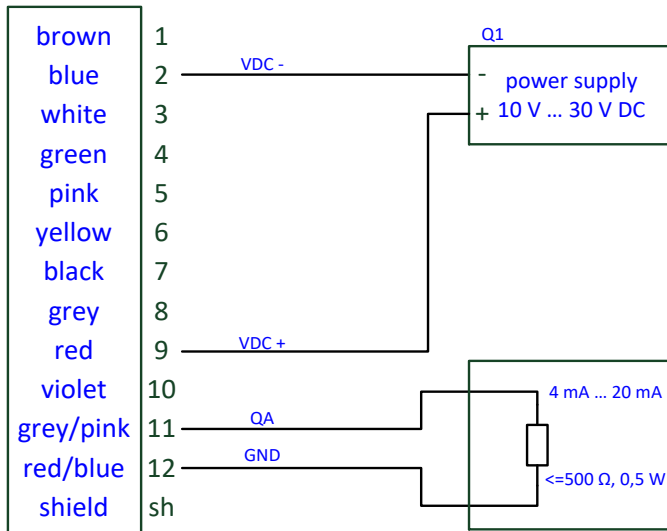 brown 1
blue 2
white 3
green 4
pink 5
yellow 6
black 7
grey 8
red 9
violet 10
grey/pink 11
red/blue 12
shield sh
VDC -
VDC +
QA
GND
Q1
- power supply
+ 10 V ... 30 V DC
4 mA ... 20 mA
<=500 Ω, 0,5 W